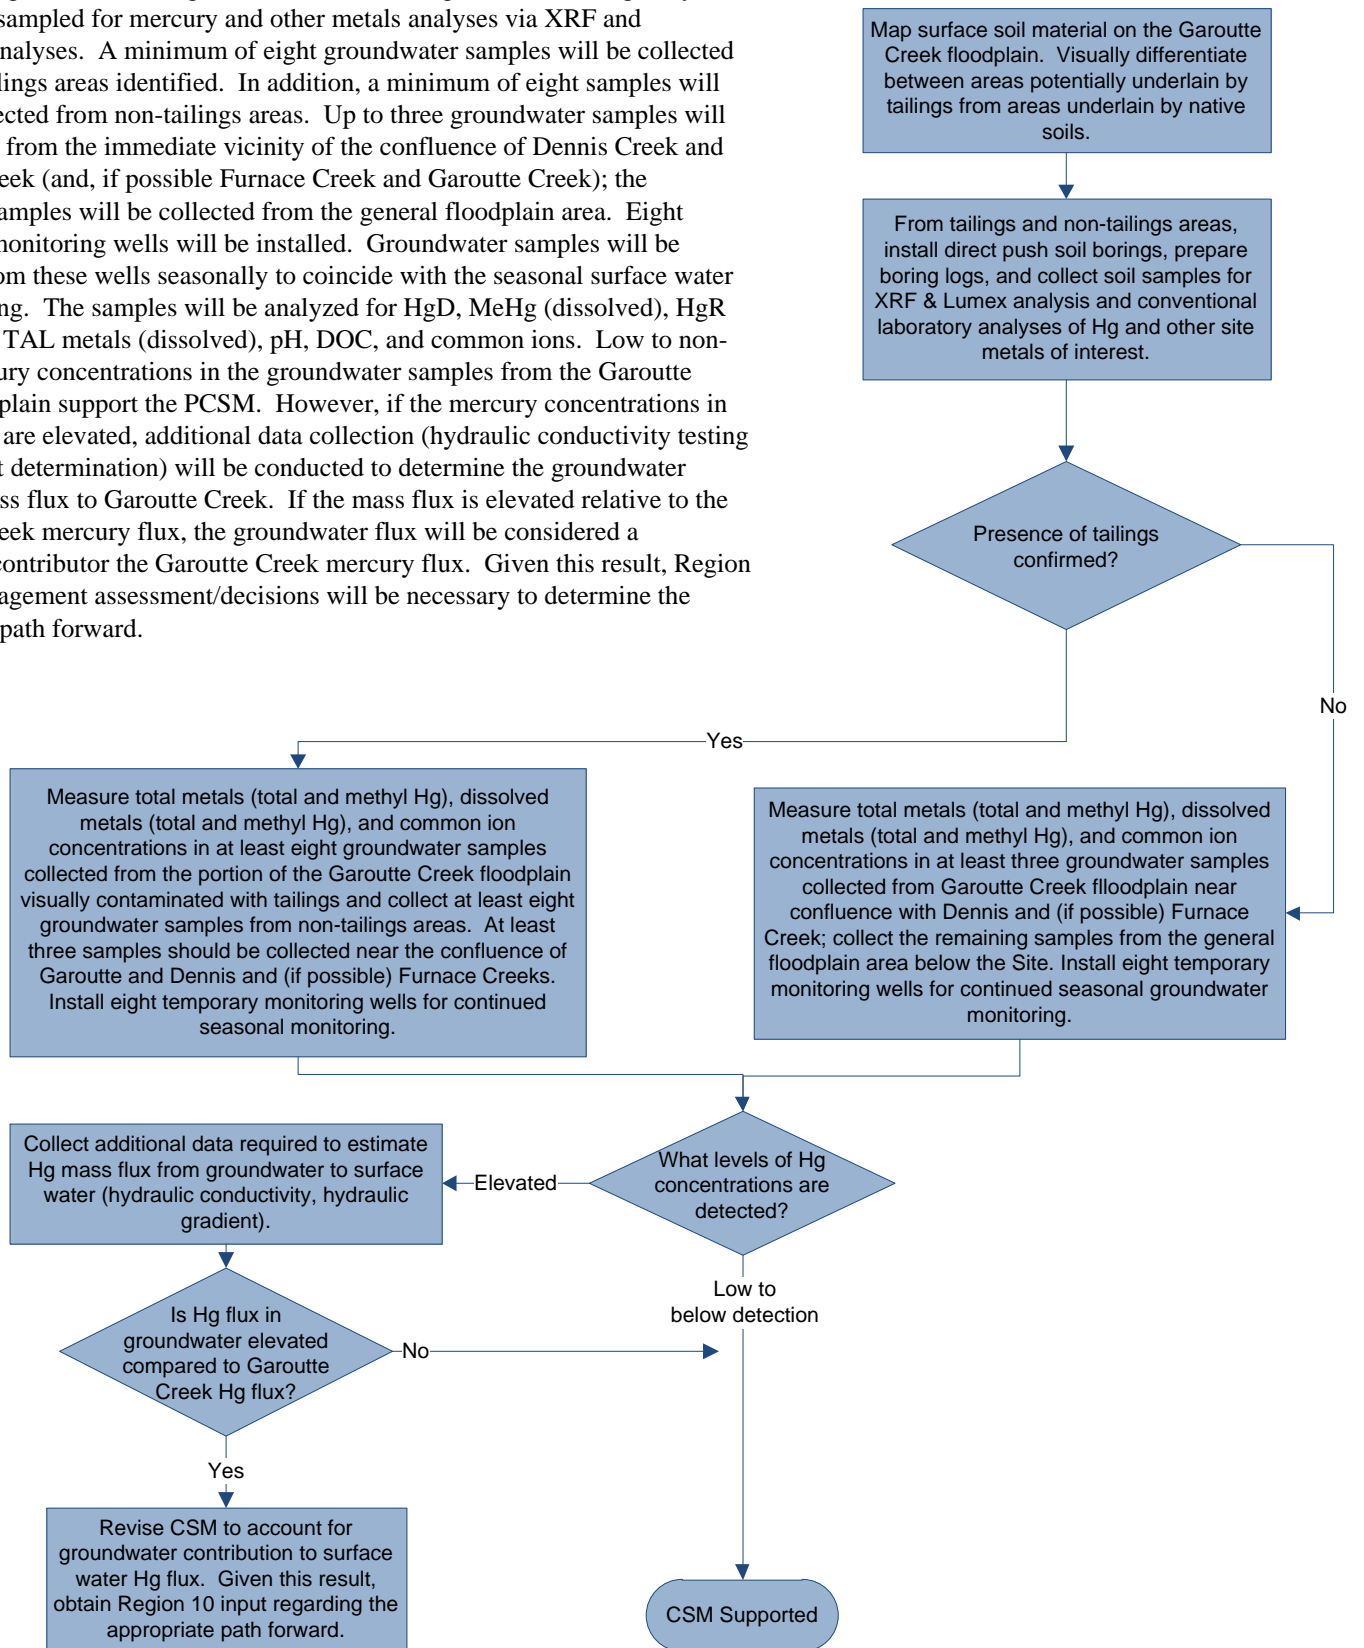 sampled for mercury and other metals analyses via XRF and
nalyses. A minimum of eight groundwater samples will be collected
lings areas identified. In addition, a minimum of eight samples will
ected from non-tailings areas. Up to three groundwater samples will
from the immediate vicinity of the confluence of Dennis Creek and
eek (and, if possible Furnace Creek and Garoutte Creek); the
amples will be collected from the general floodplain area. Eight
nonitoring wells will be installed. Groundwater samples will be
om these wells seasonally to coincide with the seasonal surface water
ng. The samples will be analyzed for HgD, MeHg (dissolved), HgR
TAL metals (dissolved), pH, DOC, and common ions. Low to non-
ury concentrations in the groundwater samples from the Garoutte
plain support the PCSM. However, if the mercury concentrations in
are elevated, additional data collection (hydraulic conductivity testing
t determination) will be conducted to determine the groundwater
ss flux to Garoutte Creek. If the mass flux is elevated relative to the
eek mercury flux, the groundwater flux will be considered a
contributor the Garoutte Creek mercury flux. Given this result, Region
agement assessment/decisions will be necessary to determine the
path forward.
Map surface soil material on the Garoutte
Creek floodplain. Visually differentiate
between areas potentially underlain by
tailings from areas underlain by native
soils.
From tailings and non-tailings areas,
install direct push soil borings, prepare
boring logs, and collect soil samples for
XRF & Lumex analysis and conventional
laboratory analyses of Hg and other site
metals of interest.
Presence of tailings
confirmed?
No
Yes
Measure total metals (total and methyl Hg), dissolved
metals (total and methyl Hg), and common ion
concentrations in at least eight groundwater samples
collected from the portion of the Garoutte Creek floodplain
visually contaminated with tailings and collect at least eight
groundwater samples from non-tailings areas. At least
three samples should be collected near the confluence of
Garoutte and Dennis and (if possible) Furnace Creeks.
Install eight temporary monitoring wells for continued
seasonal monitoring.
Measure total metals (total and methyl Hg), dissolved
metals (total and methyl Hg), and common ion
concentrations in at least three groundwater samples
collected from Garoutte Creek flloodplain near
confluence with Dennis and (if possible) Furnace
Creek; collect the remaining samples from the general
floodplain area below the Site. Install eight temporary
monitoring wells for continued seasonal groundwater
monitoring.
What levels of Hg
concentrations are
detected?
Elevated
Collect additional data required to estimate
Hg mass flux from groundwater to surface
water (hydraulic conductivity, hydraulic
gradient).
Low to
below detection
Is Hg flux in
groundwater elevated
compared to Garoutte
Creek Hg flux?
No
Yes
Revise CSM to account for
groundwater contribution to surface
water Hg flux. Given this result,
obtain Region 10 input regarding the
appropriate path forward.
CSM Supported